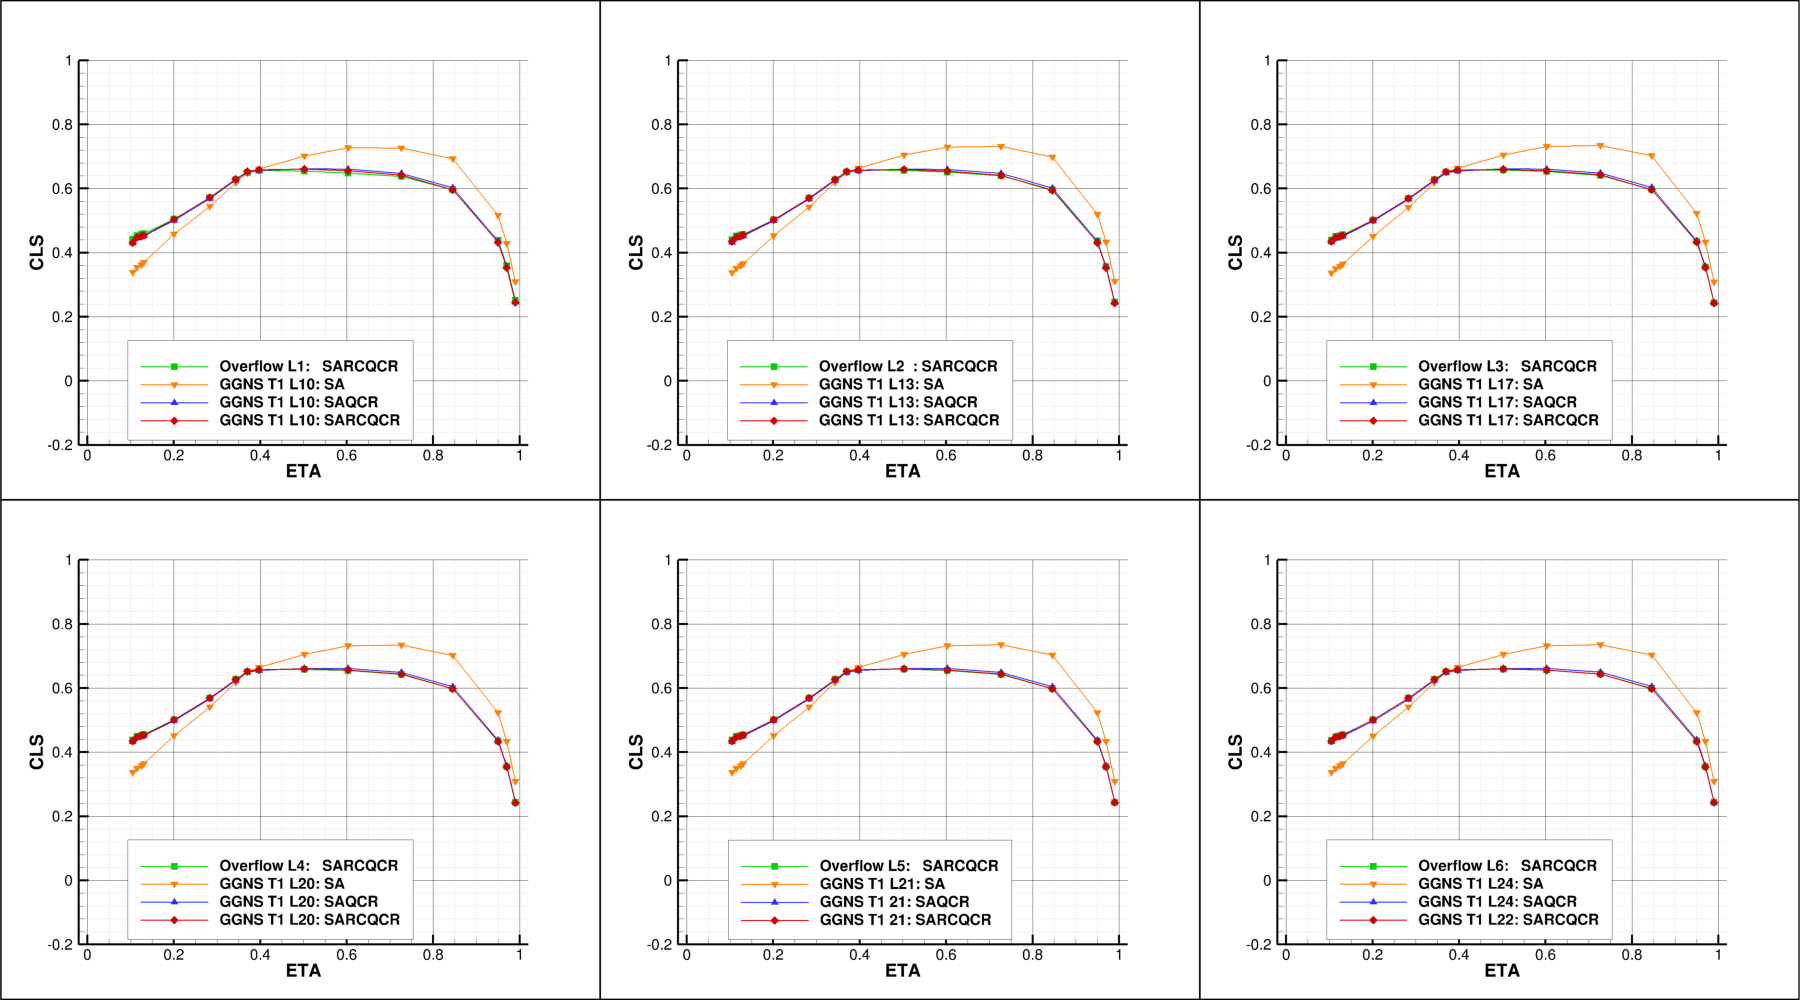 1
0.8
0.6
0.4
0.2
0
-0.2
CLS
Overflow L1: SARCQCR
GGNS T1 L10: SA
GGNS T1 L10: SAQCR
GGNS T1 L10: SARCQCR
0 0.2 0.4 0.6 0.8 1
ETA
1
0.8
0.6
0.4
0.2
0
-0.2
CLS
Overflow L2 : SARCQCR
GGNS T1 L13: SA
GGNS T1 L13: SAQCR
GGNS T1 L13: SARCQCR
0 0.2 0.4 0.6 0.8 1
ETA
1
0.8
0.6
0.4
0.2
0
-0.2
CLS
Overflow L3: SARCQCR
GGNS T1 L17: SA
GGNS T1 L17: SAQCR
GGNS T1 L17: SARCQCR
0 0.2 0.4 0.6 0.8 1
ETA
1
0.8
0.6
0.4
0.2
0
-0.2
CLS
Overflow L4: SARCQCR
GGNS T1 L20: SA
GGNS T1 L20: SAQCR
GGNS T1 L20: SARCQCR
0 0.2 0.4 0.6 0.8 1
ETA
1
0.8
0.6
0.4
0.2
0
-0.2
CLS
Overflow L5: SARCQCR
GGNS T1 L21: SA
GGNS T1 21: SAQCR
GGNS T1 21: SARCQCR
0 0.2 0.4 0.6 0.8 1
ETA
1
0.8
0.6
0.4
0.2
0
-0.2
CLS
Overflow L6: SARCQCR
GGNS T1 L24: SA
GGNS T1 L24: SAQCR
GGNS T1 L22: SARCQCR
0 0.2 0.4 0.6 0.8 1
ETA